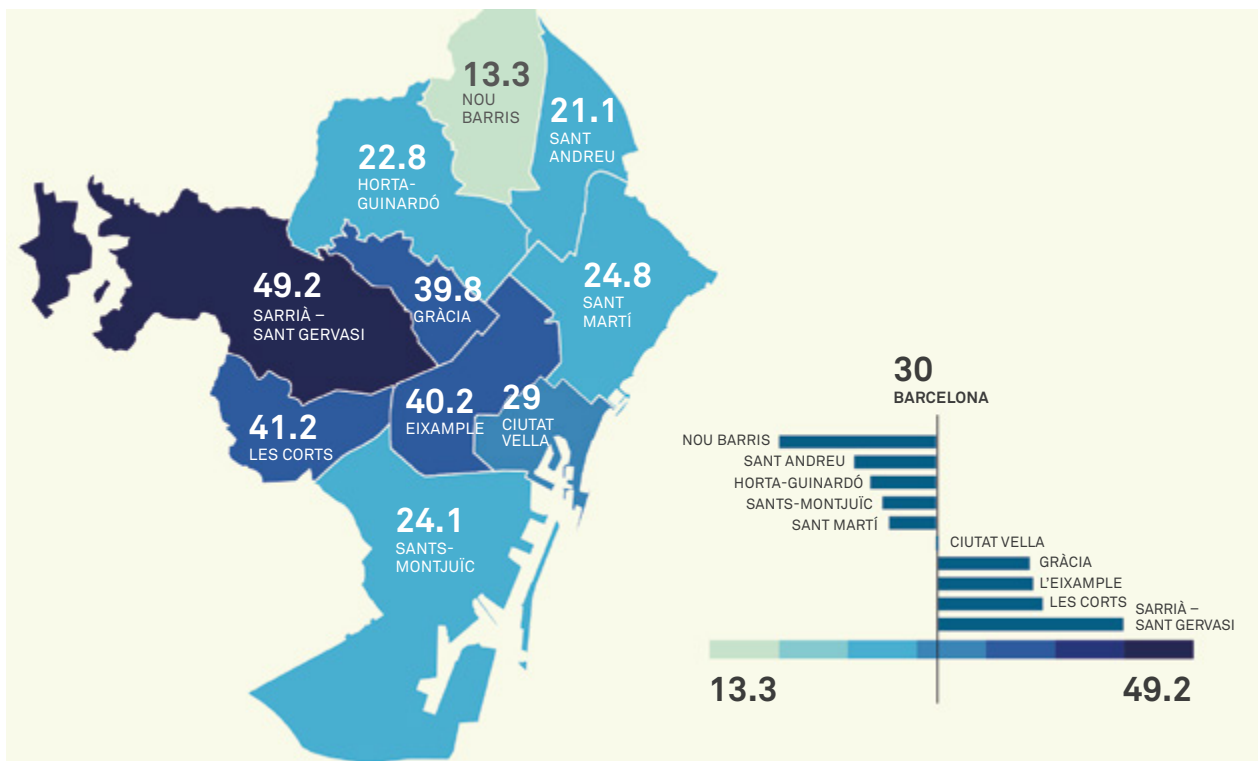 13.3
NOU
BARRIS
21.1
SANT
ANDREU
22.8
HORTA-
GUINARDÓ
49.2
SARRIÀ –
SANT GERVASI
39.8
GRÀCIA
24.8
SANT
MARTÍ
41.2
LES CORTS
40.2
EIXAMPLE
29
CIUTAT
VELLA
24.1
SANTS-
MONTJUÏC
30
BARCELONA
NOU BARRIS
SANT ANDREU
HORTA-GUINARDÓ
SANTS-MONTJUÏC
SANT MARTÍ
CIUTAT VELLA
GRÀCIA
L'EIXAMPLE
LES CORTS
SARRIÀ –
SANT GERVASI
13.3
49.2